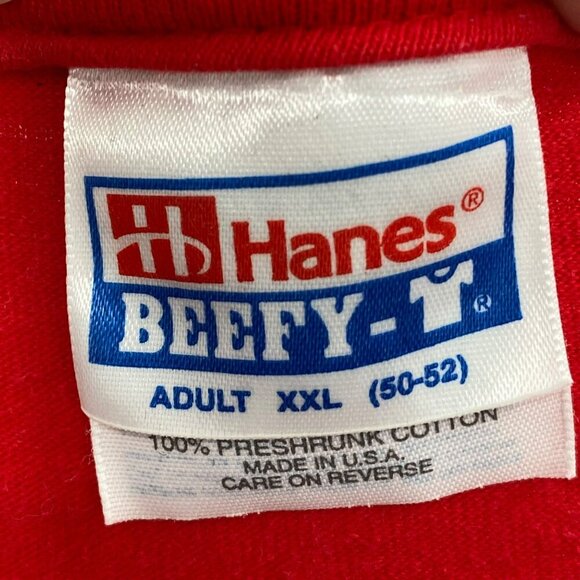 Hanes®
BEEFY-T®
ADULT XXL (50-52)
100% PRESHRUNK COTTON
MADE IN U.S.A.
CARE ON REVERSE